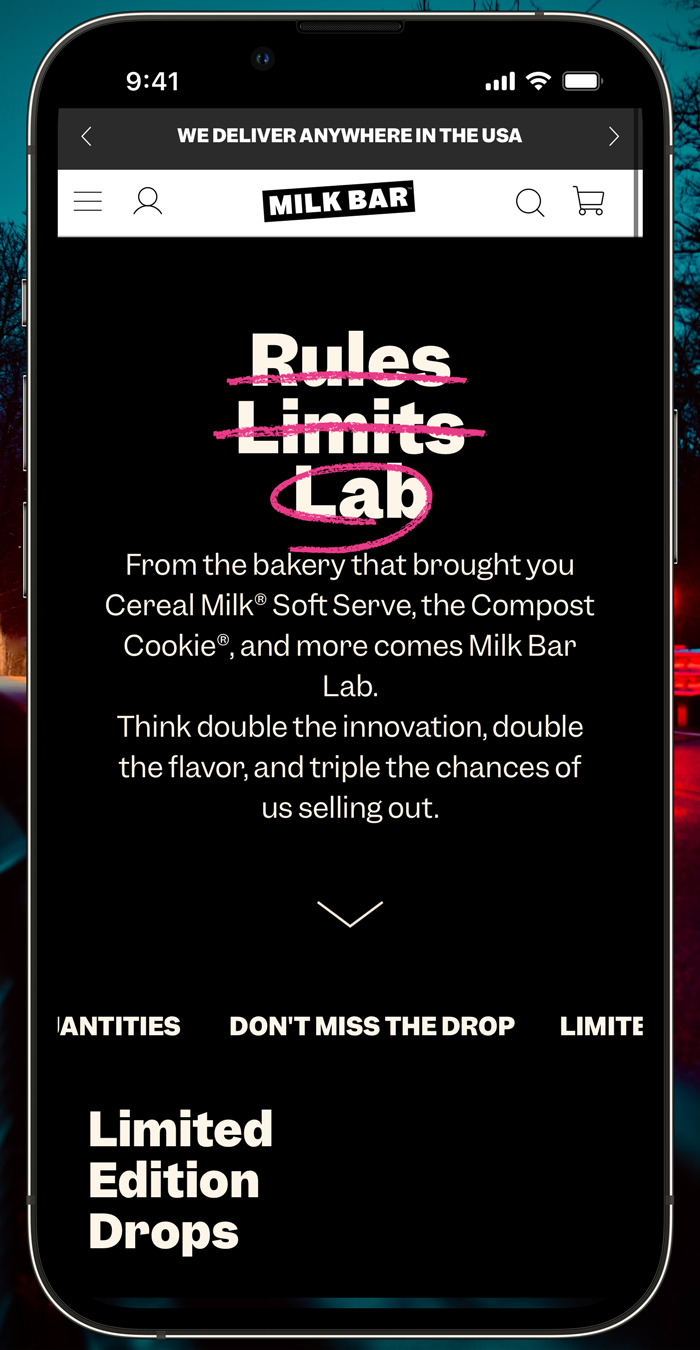 9:41
WE DELIVER ANYWHERE IN THE USA
MILK BAR
Rules
Limits
Lab
From the bakery that brought you
Cereal Milk® Soft Serve, the Compost
Cookie®, and more comes Milk Bar
Lab.
Think double the innovation, double
the flavor, and triple the chances of
us selling out.
ANTITIES DON'T MISS THE DROP LIMITE
Limited
Edition
Drops